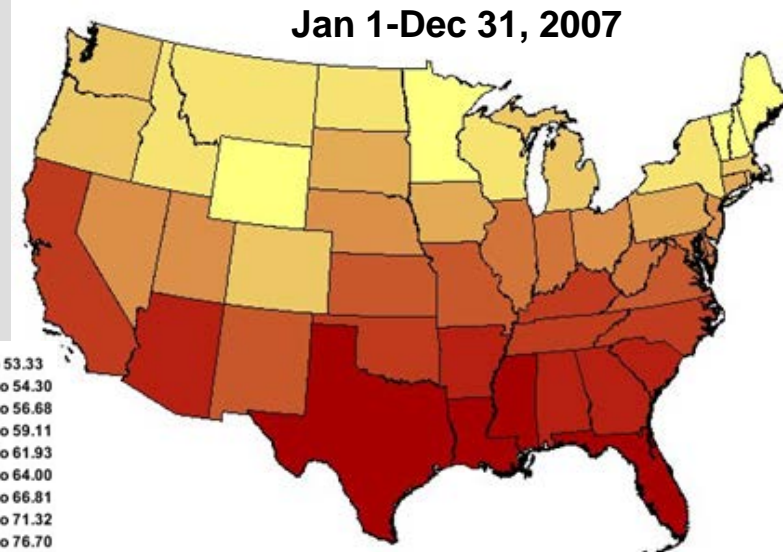 Jan 1-Dec 31, 2007
53.33
o 54.30
o 56.68
o 59.11
o 61.93
o 64.00
o 66.81
o 71.32
o 76.70